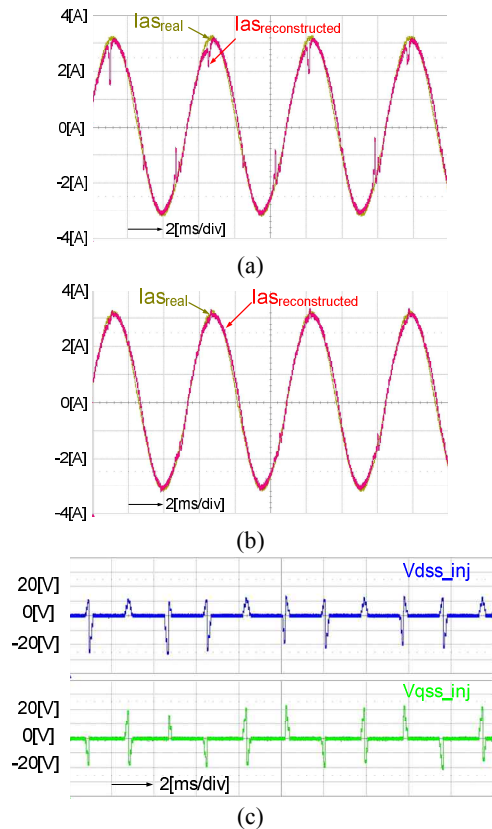 4[A]
Ias_real
Ias_reconstructed
2[A]
0[A]
-2[A]
-4[A]
2[ms/div]
(a)
4[A]
Ias_real
Ias_reconstructed
2[A]
0[A]
-2[A]
-4[A]
2[ms/div]
(b)
Vdss_inj
20[V]
0[V]
-20[V]
Vqss_inj
20[V]
0[V]
-20[V]
2[ms/div]
(c)